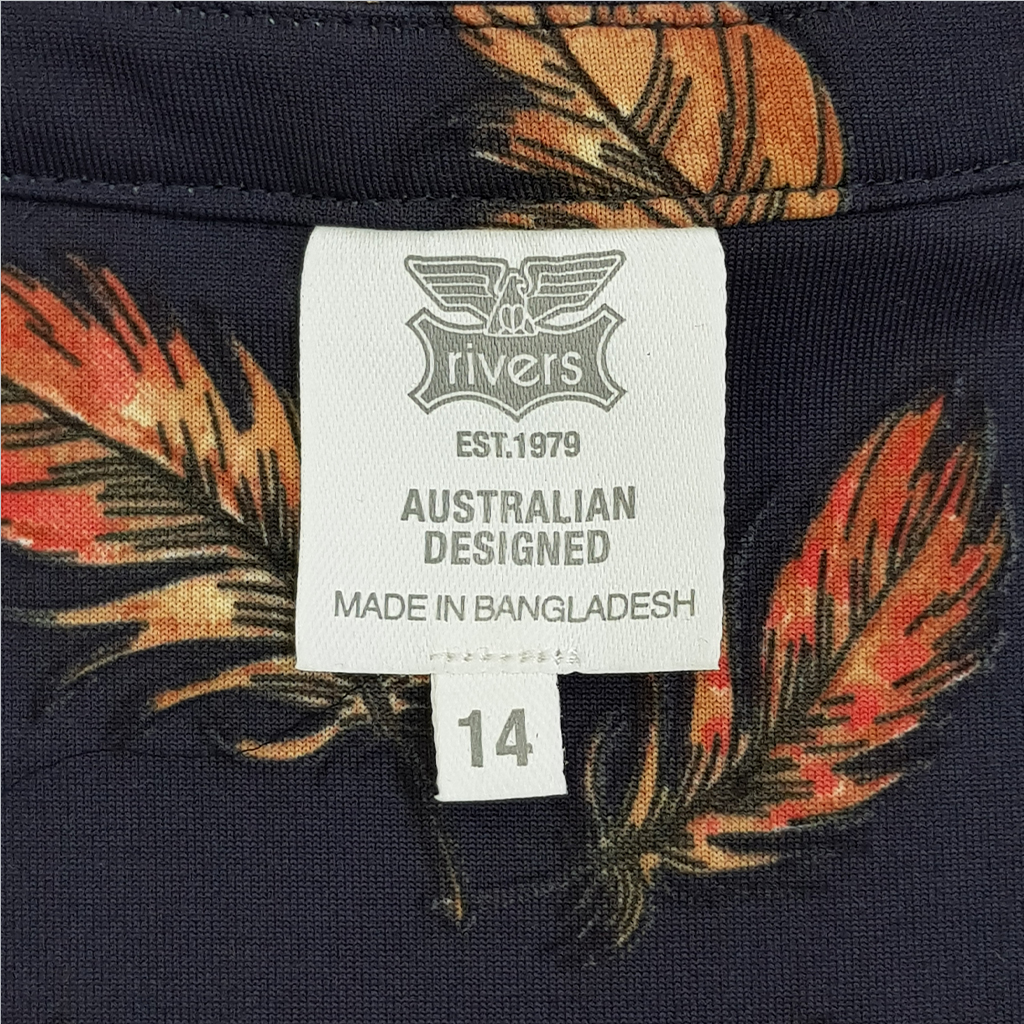 rivers
EST.1979
AUSTRALIAN
DESIGNED
MADE IN BANGLADESH
14